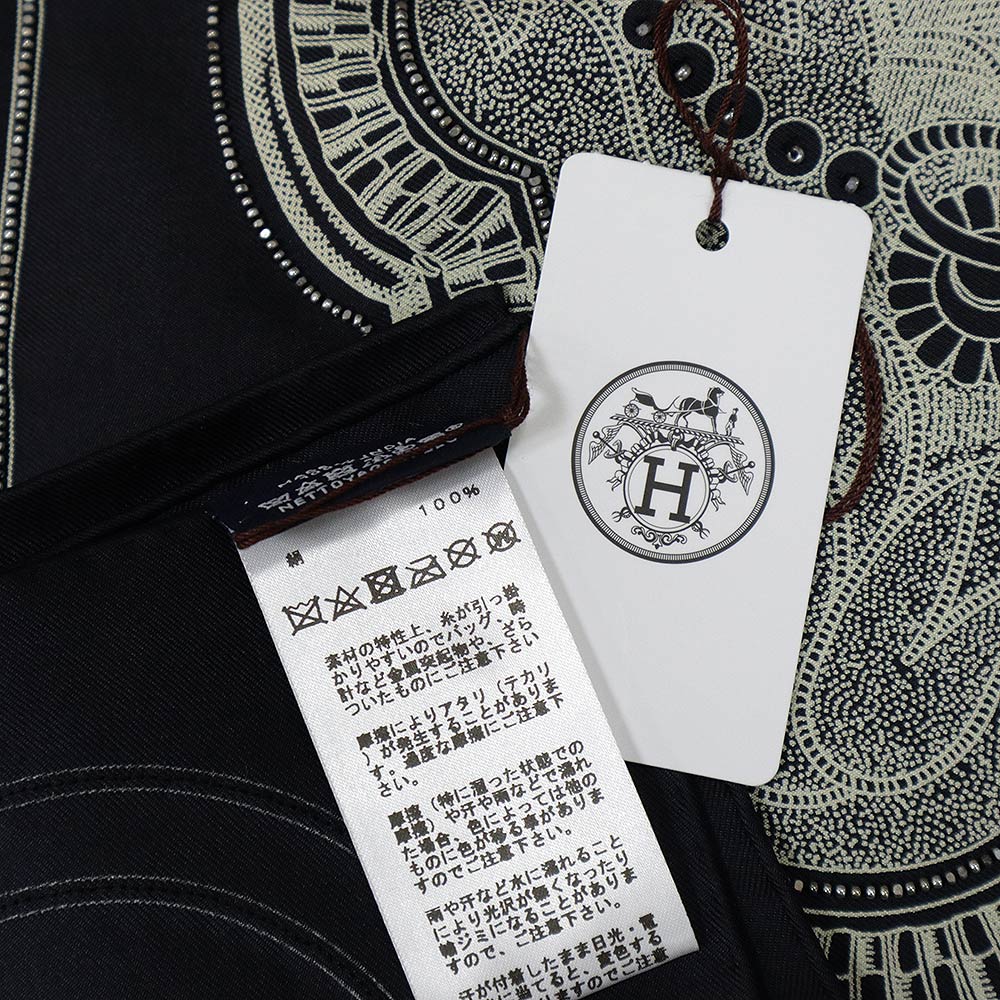 H
MADE IN INDIA
絹 100%
素材の特性上、糸が引っ掛
かりやすいのでバッグ、時
計など金属突起物や、ざら
ついたものにご注意下さい
摩擦によりアタリ（テカリ
）が発生することがありま
す。過度な摩擦にご注意下
さい。
摩擦（特に湿った状態での
摩擦）や汗や雨などで濡れ
た場合、色によっては他の
ものに色が移る事がありま
すのでご注意下さい。
雨や汗など水に濡れること
により光沢が無くなったり
輪ジミになることがありま
すので、ご注意下さい。
汗が付着したまま日光・電